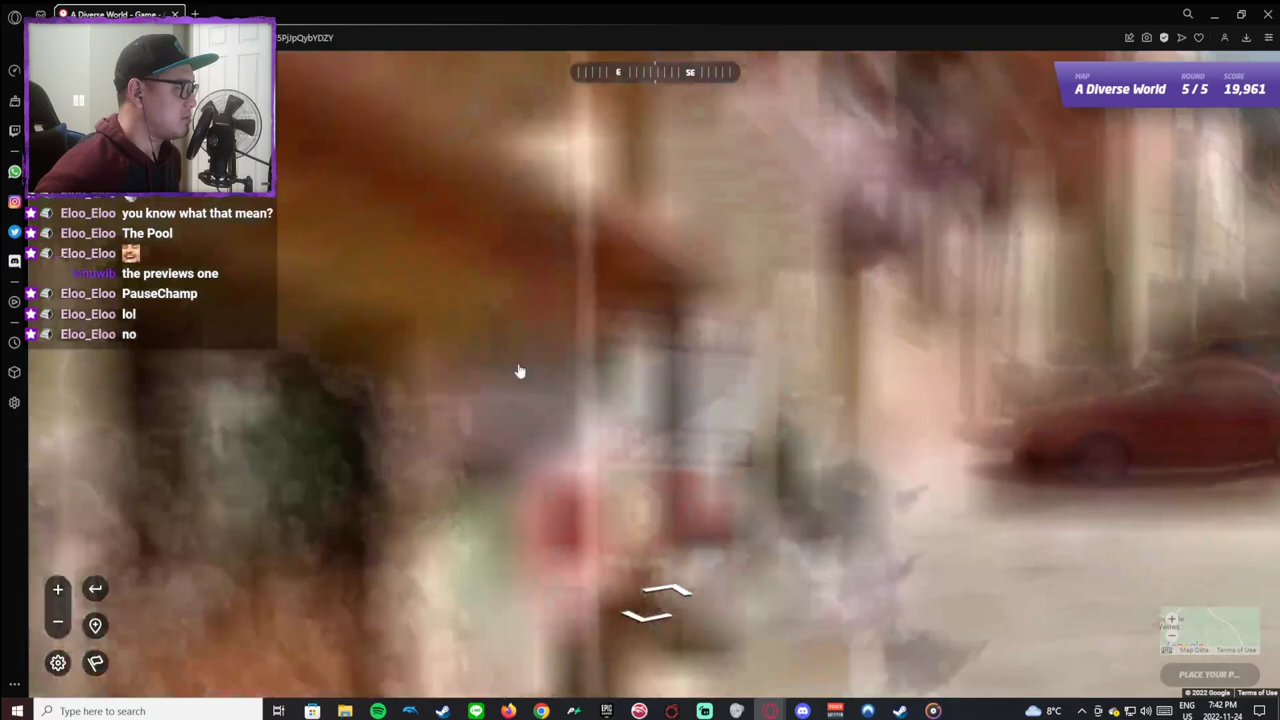 A Diverse World - Game -
5PjJpQybYDZY
E SE
MAP ROUND SCORE
A Diverse World 5 / 5 19,961
Eloo_Eloo you know what that mean?
Eloo_Eloo The Pool
Eloo_Eloo
the previews one
Eloo_Eloo PauseChamp
Eloo_Eloo lol
Eloo_Eloo no
Map Data Terms of Use
PLACE YOUR P...
© 2022 Google Terms of Use
Type here to search
8°C
ENG
7:42 PM
2022-11-24